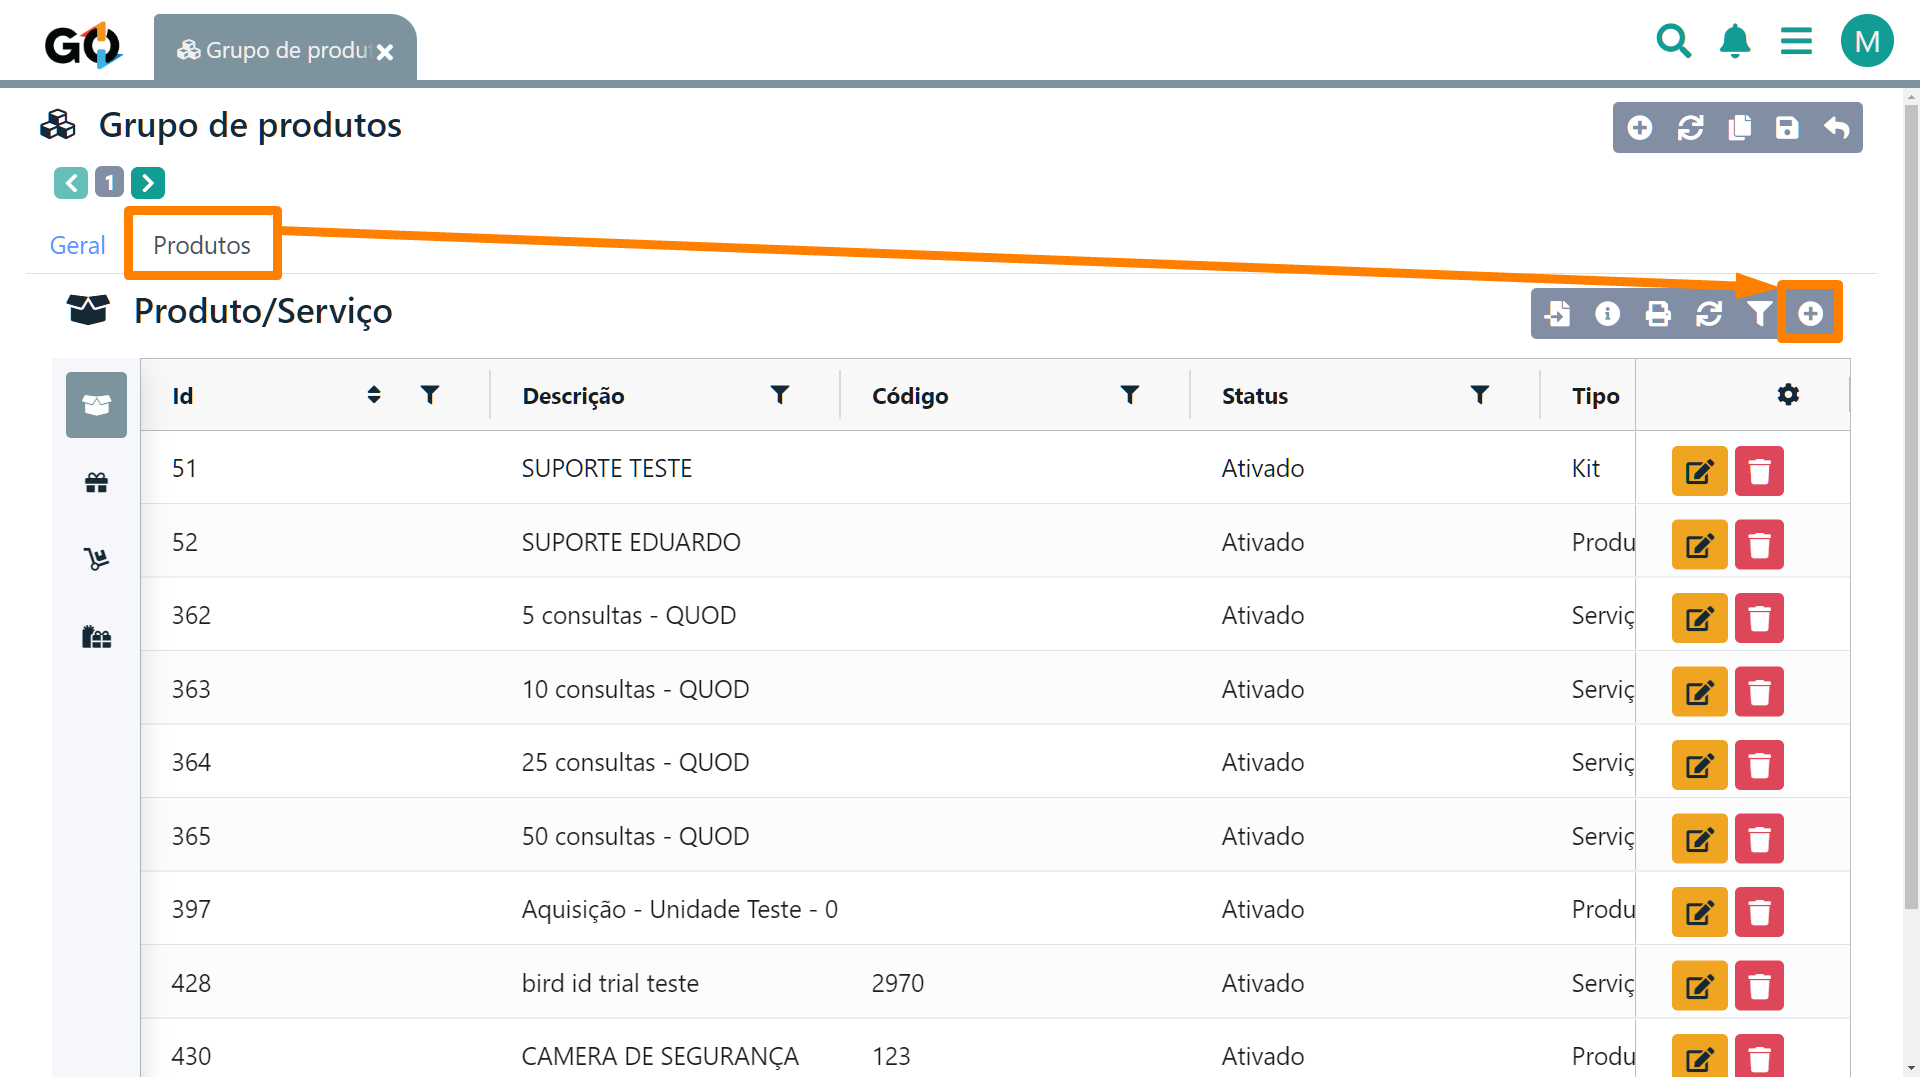 GO
Grupo de produ
M
Grupo de produtos
1
Geral
Produtos
Produto/Serviço
Id
Descrição
Código
Status
Tipo
51
SUPORTE TESTE
Ativado
Kit
52
SUPORTE EDUARDO
Ativado
Produ
362
5 consultas - QUOD
Ativado
Serviç
363
10 consultas - QUOD
Ativado
Serviç
364
25 consultas - QUOD
Ativado
Serviç
365
50 consultas - QUOD
Ativado
Serviç
397
Aquisição - Unidade Teste - 0
Ativado
Produ
428
bird id trial teste
2970
Ativado
Serviç
430
CAMERA DE SEGURANÇA
123
Ativado
Produ